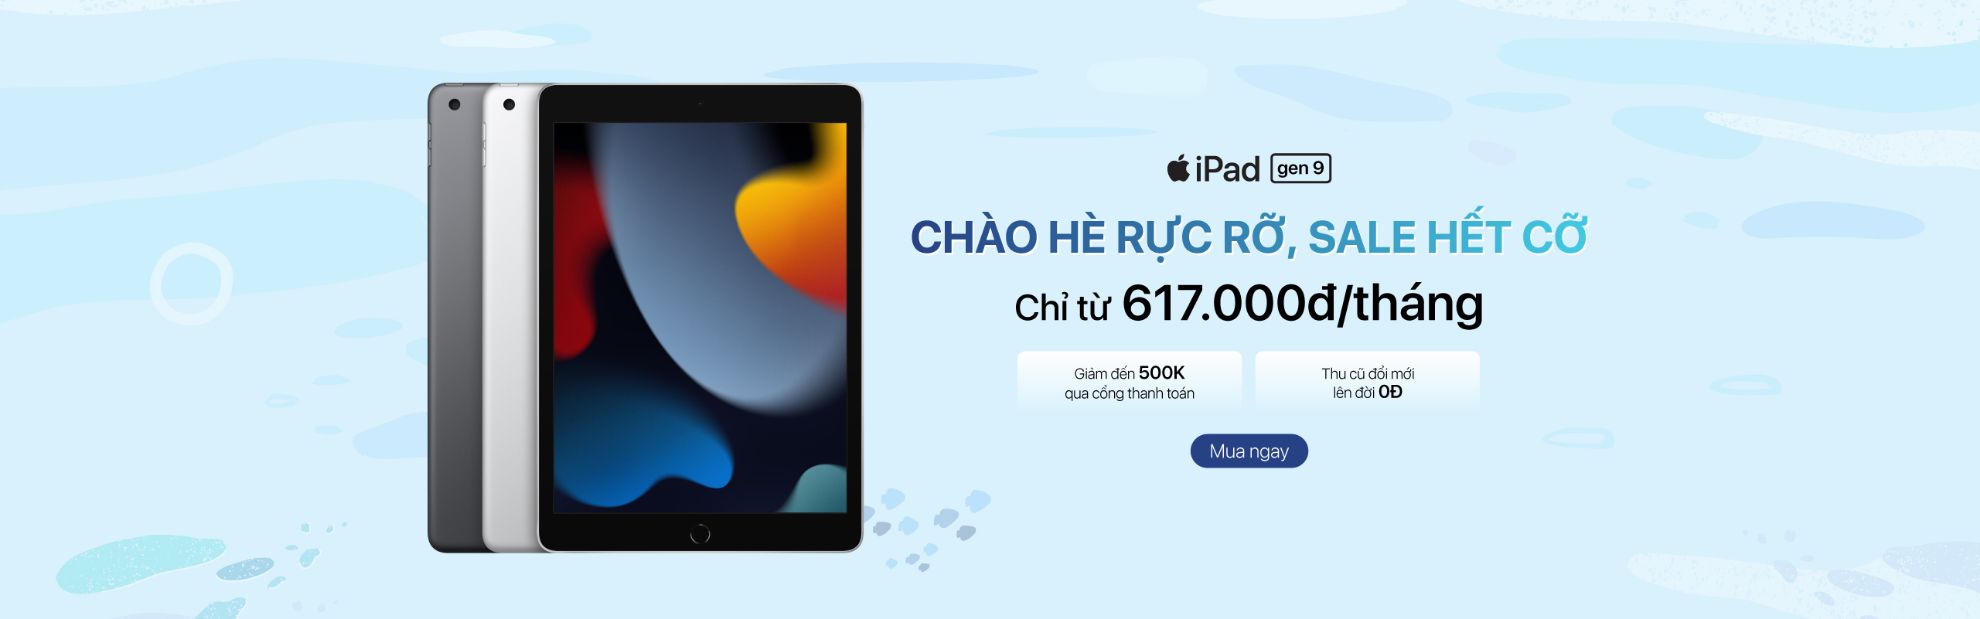 iPad gen 9
CHÀO HÈ RỰC RỠ, SALE HẾT CỠ
Chỉ từ 617.000đ/tháng
Giảm đến 500K
qua cổng thanh toán
Thu cũ đổi mới
lên đời 0Đ
Mua ngay